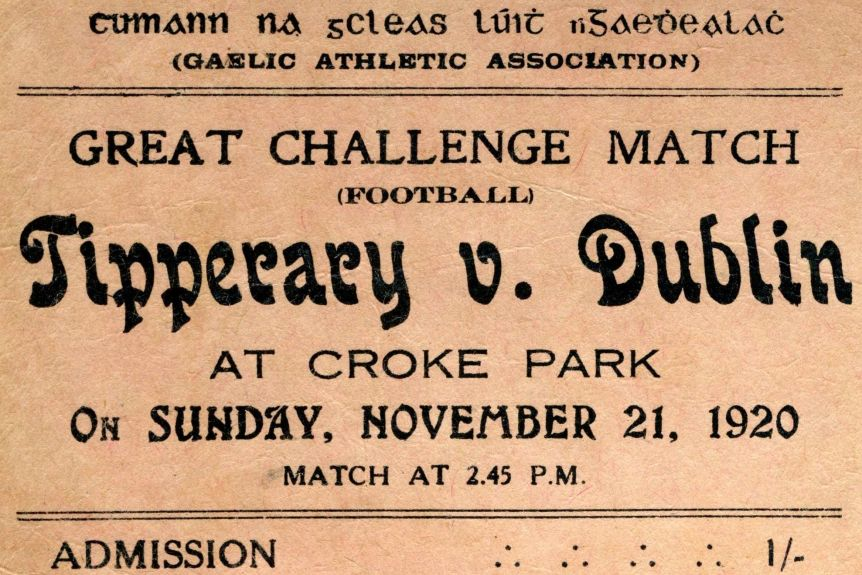 cumann na gcleas lúiṫ nGaeḋealaċ
(GAELIC ATHLETIC ASSOCIATION)
GREAT CHALLENGE MATCH
(FOOTBALL)
Tipperary v. Dublin
AT CROKE PARK
On SUNDAY, NOVEMBER 21, 1920
MATCH AT 2.45 P.M.
ADMISSION ∴ ∴ ∴ ∴ 1/-